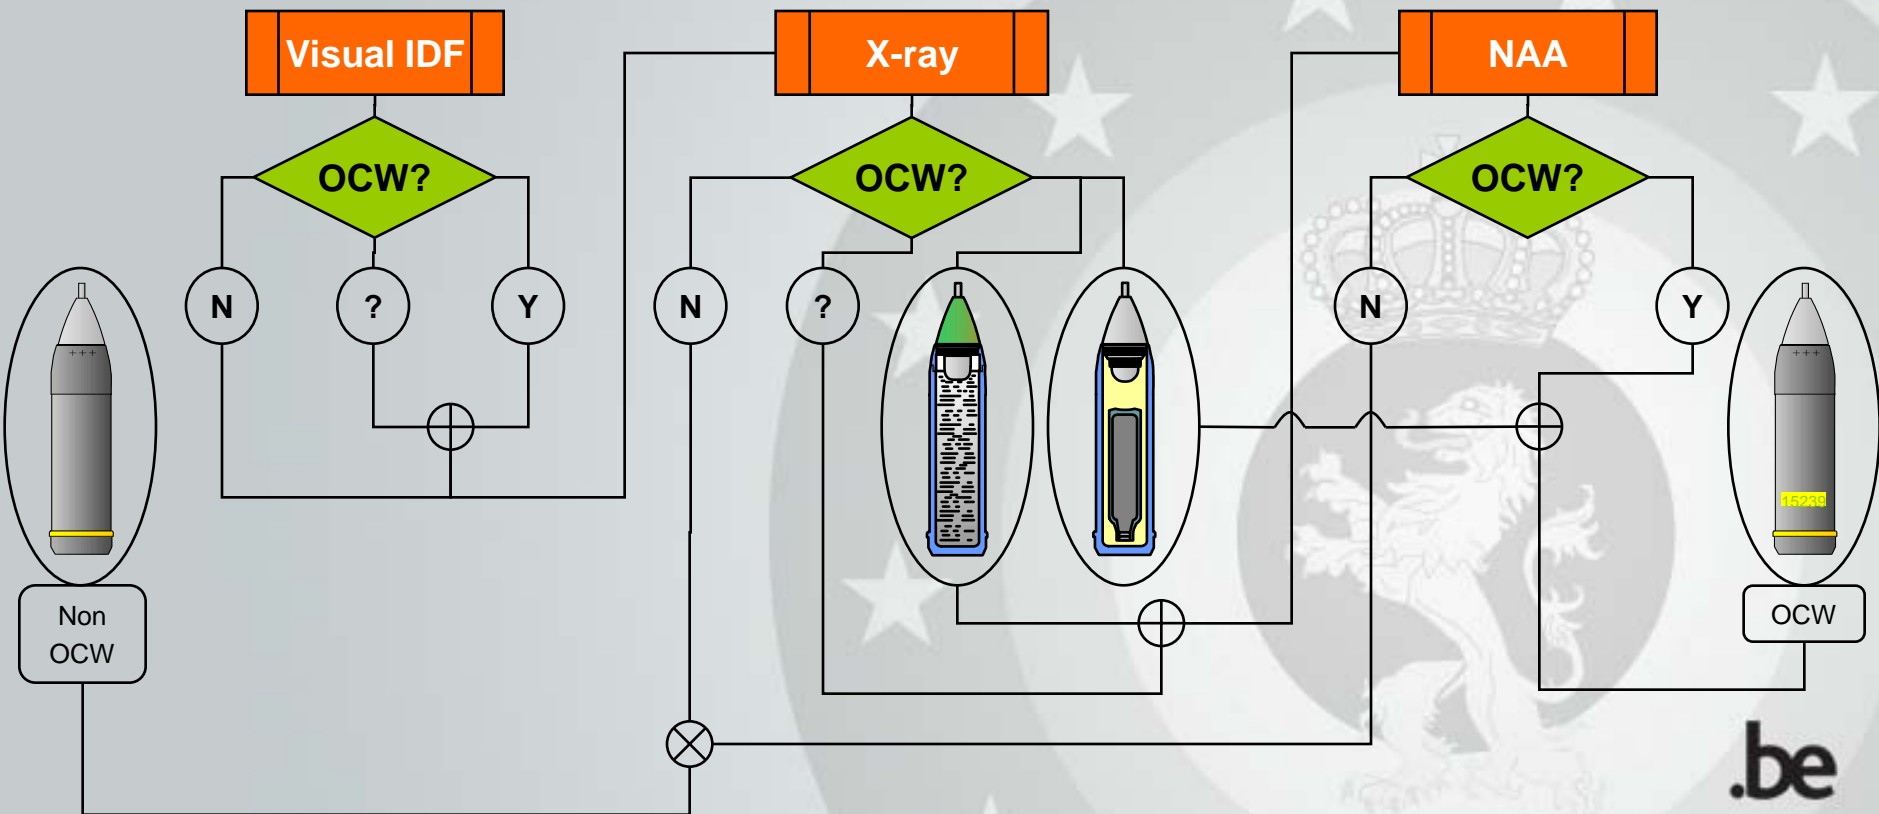 Visual IDF
X-ray
NAA
OCW?
OCW?
OCW?
N
?
Y
N
?
N
Y
+++
+++
15239
Non
OCW
OCW
.be